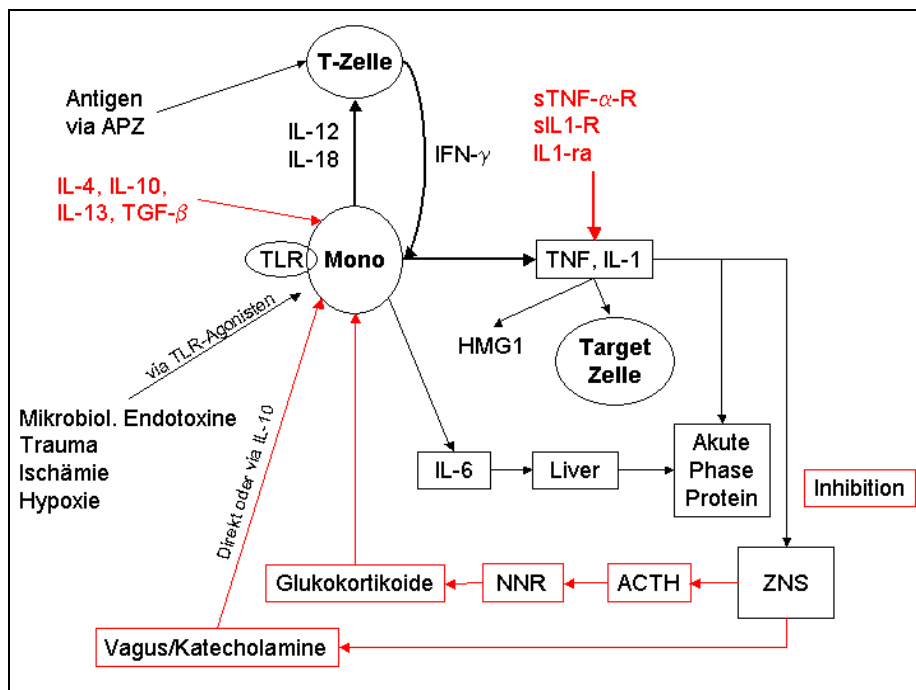 T-Zelle
Antigen
via APZ
IL-12
IL-18
IFN-γ
sTNF-α-R
sIL1-R
IL1-ra
IL-4, IL-10,
IL-13, TGF-β
TLR
Mono
TNF, IL-1
via TLR-Agonisten
HMG1
Target
Zelle
Mikrobiol. Endotoxine
Trauma
Ischämie
Hypoxie
Direkt oder via IL-10
IL-6
Liver
Akute
Phase
Protein
Inhibition
Glukokortikoide
NNR
ACTH
ZNS
Vagus/Katecholamine